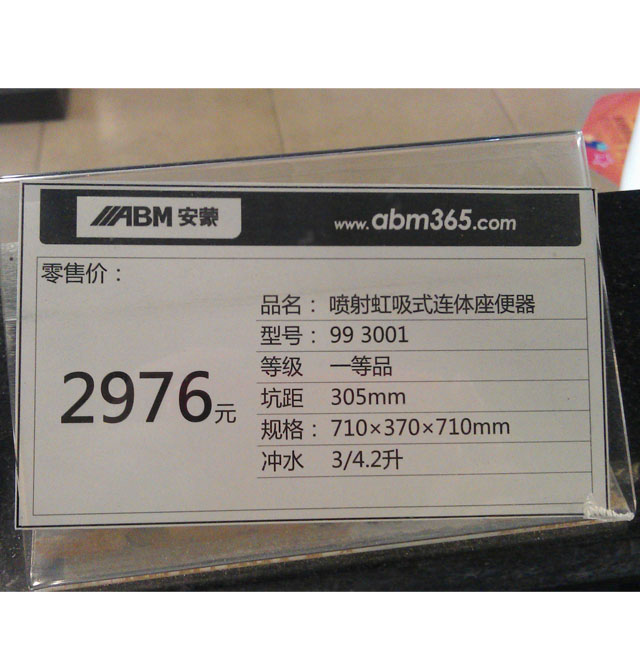 ABM 安蒙
www.abm365.com
零售价：
2976元
品名：喷射虹吸式连体座便器
型号：99 3001
等级 一等品
坑距 305mm
规格：710×370×710mm
冲水 3/4.2升